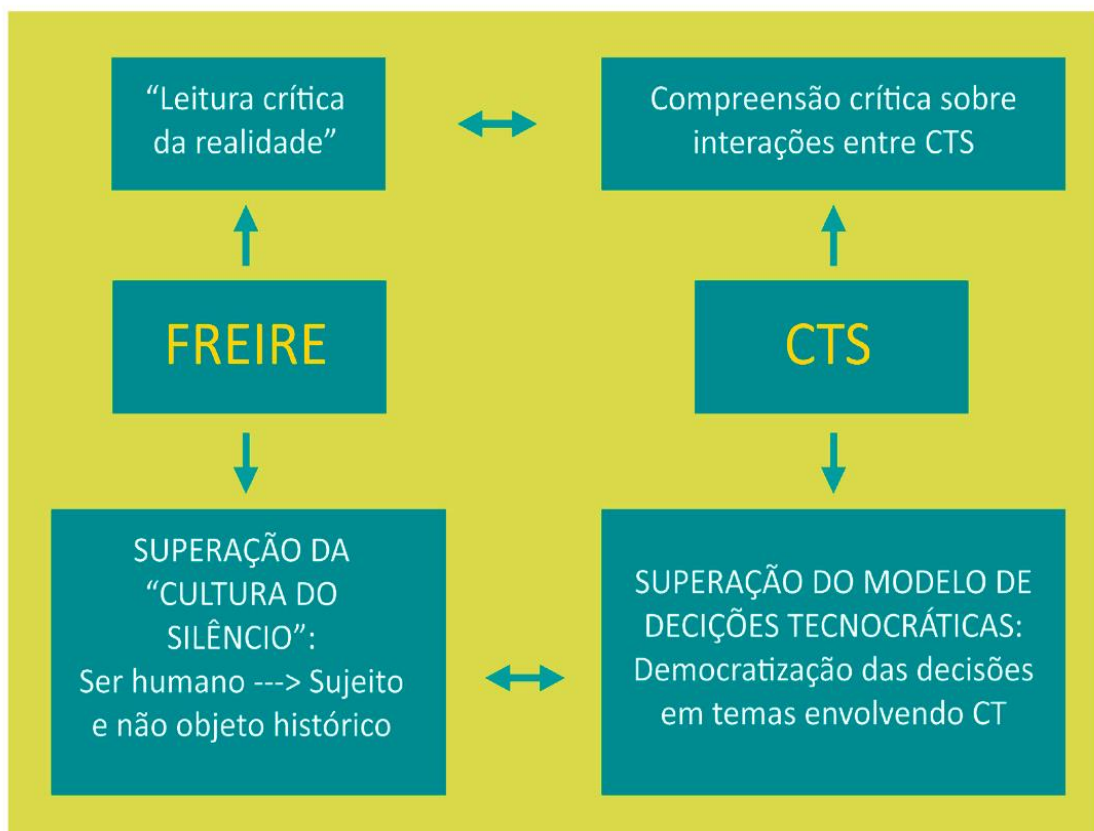 “Leitura crítica
da realidade”
Compreensão crítica sobre
interações entre CTS
FREIRE
CTS
SUPERAÇÃO DA
“CULTURA DO
SILÊNCIO”:
Ser humano ---> Sujeito
e não objeto histórico
SUPERAÇÃO DO MODELO DE
DECIÇÕES TECNOCRÁTICAS:
Democratização das decisões
em temas envolvendo CT